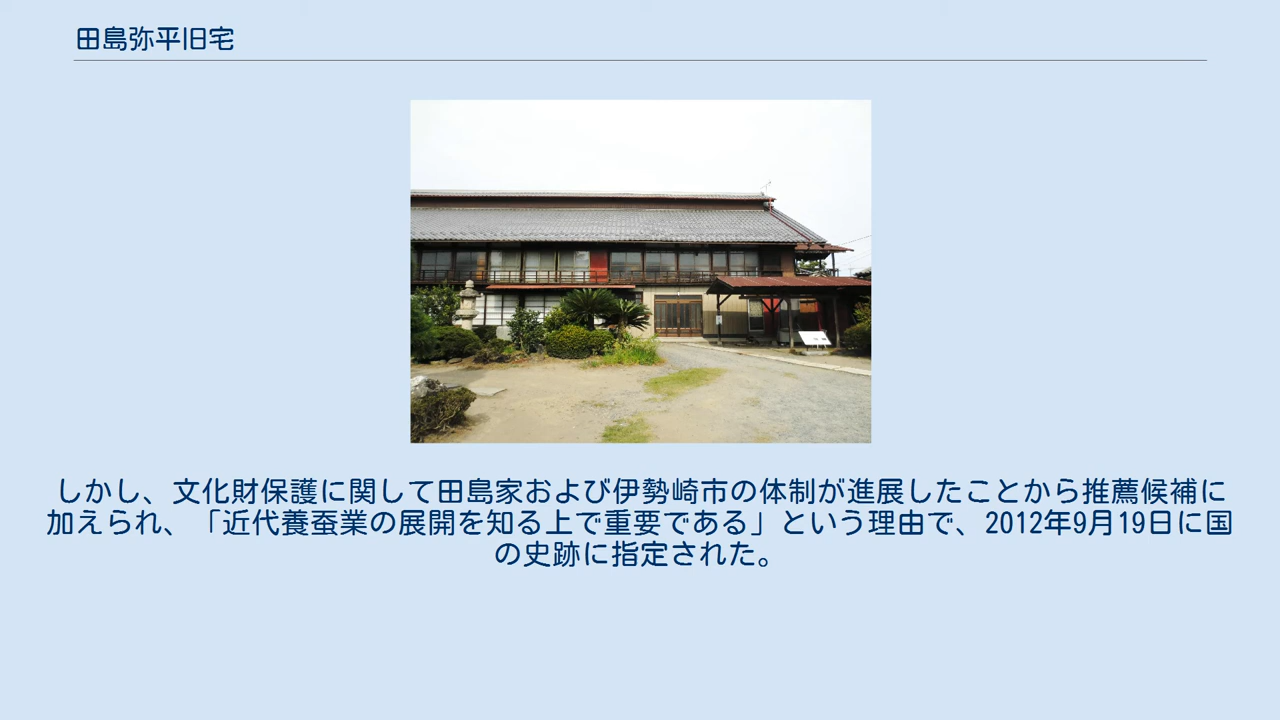 田島弥平旧宅
しかし、文化財保護に関して田島家および伊勢崎市の体制が進展したことから推薦候補に
加えられ、「近代養蚕業の展開を知る上で重要である」という理由で、2012年9月19日に国
の史跡に指定された。